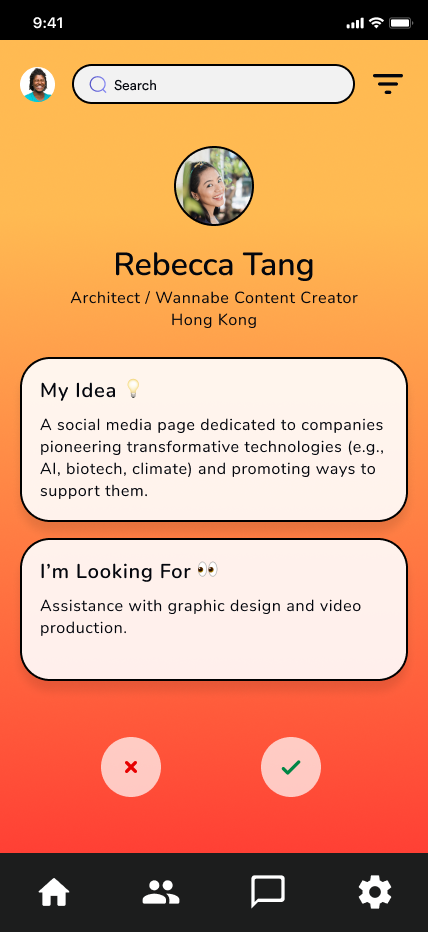 9:41
Search
Rebecca Tang
Architect / Wannabe Content Creator
Hong Kong
My Idea 💡
A social media page dedicated to companies
pioneering transformative technologies (e.g.,
AI, biotech, climate) and promoting ways to
support them.
I'm Looking For 👀
Assistance with graphic design and video
production.